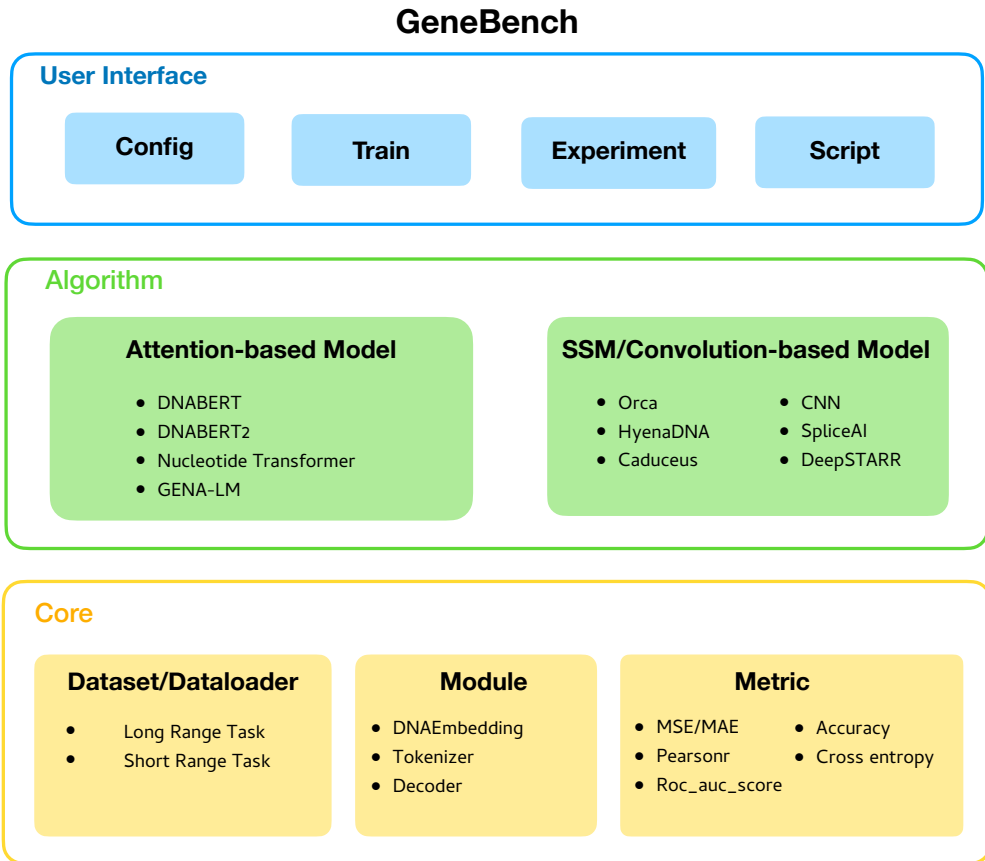 GeneBench
User Interface
Config
Train
Experiment
Script
Algorithm
Attention-based Model
• DNABERT
• DNABERT2
• Nucleotide Transformer
• GENA-LM
SSM/Convolution-based Model
• Orca
• HyenaDNA
• Caduceus
• CNN
• SpliceAI
• DeepSTARR
Core
Dataset/Dataloader
• Long Range Task
• Short Range Task
Module
• DNAEmbedding
• Tokenizer
• Decoder
Metric
• MSE/MAE
• Pearsonr
• Roc_auc_score
• Accuracy
• Cross entropy